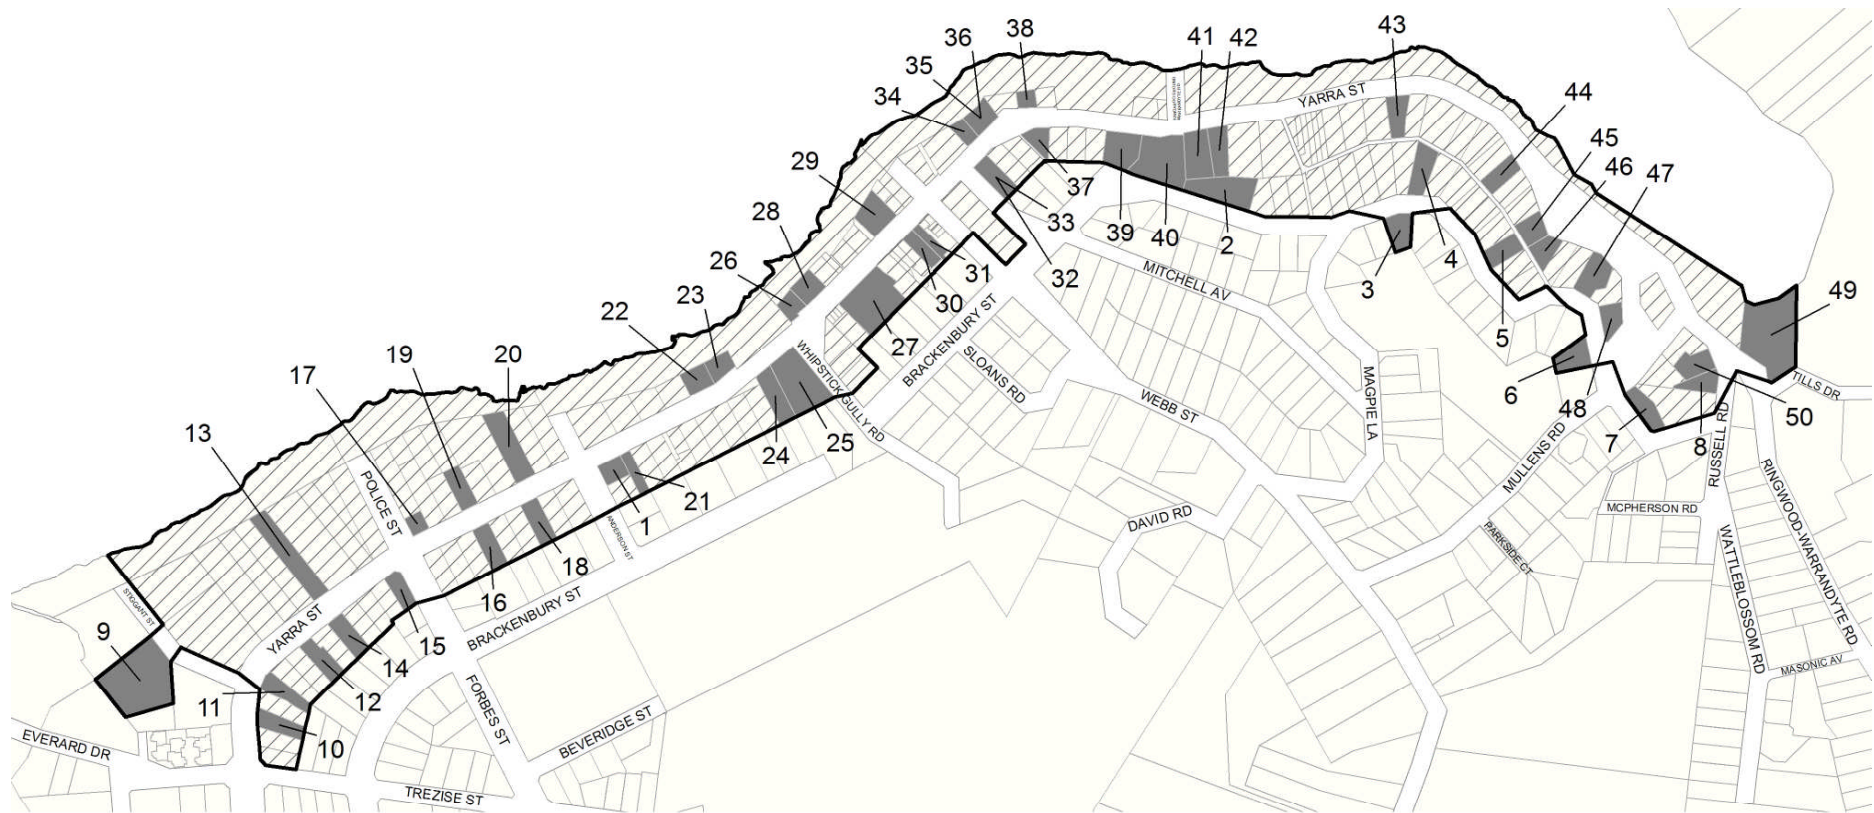 38
36
35
34
41
42
43
YARRA ST
44
45
46
47
29
37
33
39
40
2
3
4
32
28
26
31
30
MITCHELL AV
5
49
23
22
27
BRACKENBURY ST
SLOANS RD
WHIPSTICK GULLY RD
MAGPIE LA
6
48
7
8
50
TILLS DR
20
19
17
13
WEBB ST
25
24
21
1
18
16
POLICE ST
ANDERSON ST
MULLENS RD
RUSSELL RD
MCPHERSON RD
RINGWOOD-WARRANDYTE RD
DAVID RD
PARKSIDE CT
WATTLEBLOSSOM RD
MASONIC AV
STIGGANT ST
9
YARRA ST
BRACKENBURY ST
15
14
12
11
10
FORBES ST
BEVERIDGE ST
EVERARD DR
TREZISE ST